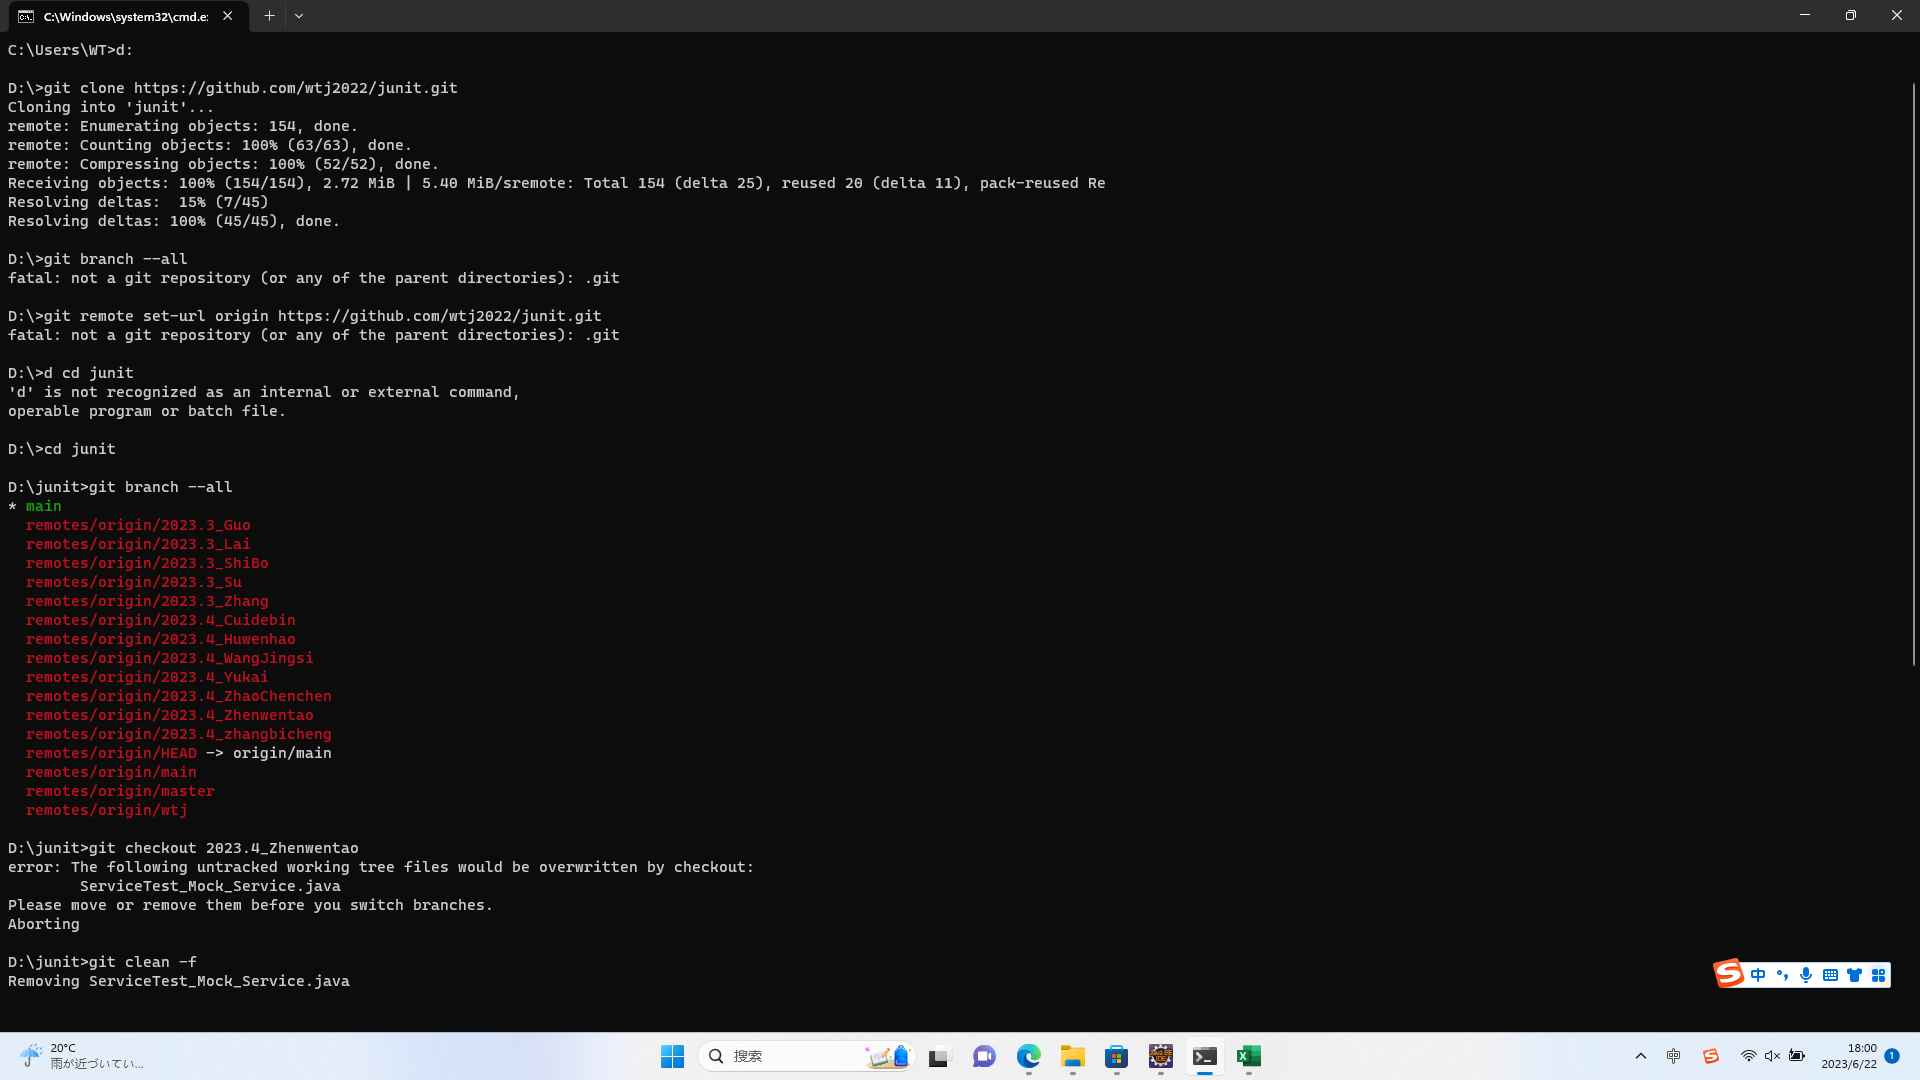 C:\Windows\system32\cmd.e:
C:\Users\WT>d:
D:\>git clone https://github.com/wtj2022/junit.git
Cloning into 'junit'...
remote: Enumerating objects: 154, done.
remote: Counting objects: 100% (63/63), done.
remote: Compressing objects: 100% (52/52), done.
Receiving objects: 100% (154/154), 2.72 MiB | 5.40 MiB/sremote: Total 154 (delta 25), reused 20 (delta 11), pack-reused Re
Resolving deltas:  15% (7/45)
Resolving deltas: 100% (45/45), done.
D:\>git branch --all
fatal: not a git repository (or any of the parent directories): .git
D:\>git remote set-url origin https://github.com/wtj2022/junit.git
fatal: not a git repository (or any of the parent directories): .git
D:\>d cd junit
'd' is not recognized as an internal or external command,
operable program or batch file.
D:\>cd junit
D:\junit>git branch --all
* main
remotes/origin/2023.3_Guo
remotes/origin/2023.3_Lai
remotes/origin/2023.3_ShiBo
remotes/origin/2023.3_Su
remotes/origin/2023.3_Zhang
remotes/origin/2023.4_Cuidebin
remotes/origin/2023.4_Huwenhao
remotes/origin/2023.4_WangJingsi
remotes/origin/2023.4_Yukai
remotes/origin/2023.4_ZhaoChenchen
remotes/origin/2023.4_Zhenwentao
remotes/origin/2023.4_zhangbicheng
remotes/origin/HEAD -> origin/main
remotes/origin/main
remotes/origin/master
remotes/origin/wtj
D:\junit>git checkout 2023.4_Zhenwentao
error: The following untracked working tree files would be overwritten by checkout:
ServiceTest_Mock_Service.java
Please move or remove them before you switch branches.
Aborting
D:\junit>git clean -f
Removing ServiceTest_Mock_Service.java
中
20°C
雨が近づいてい...
搜索
中
18:00
2023/6/22
1